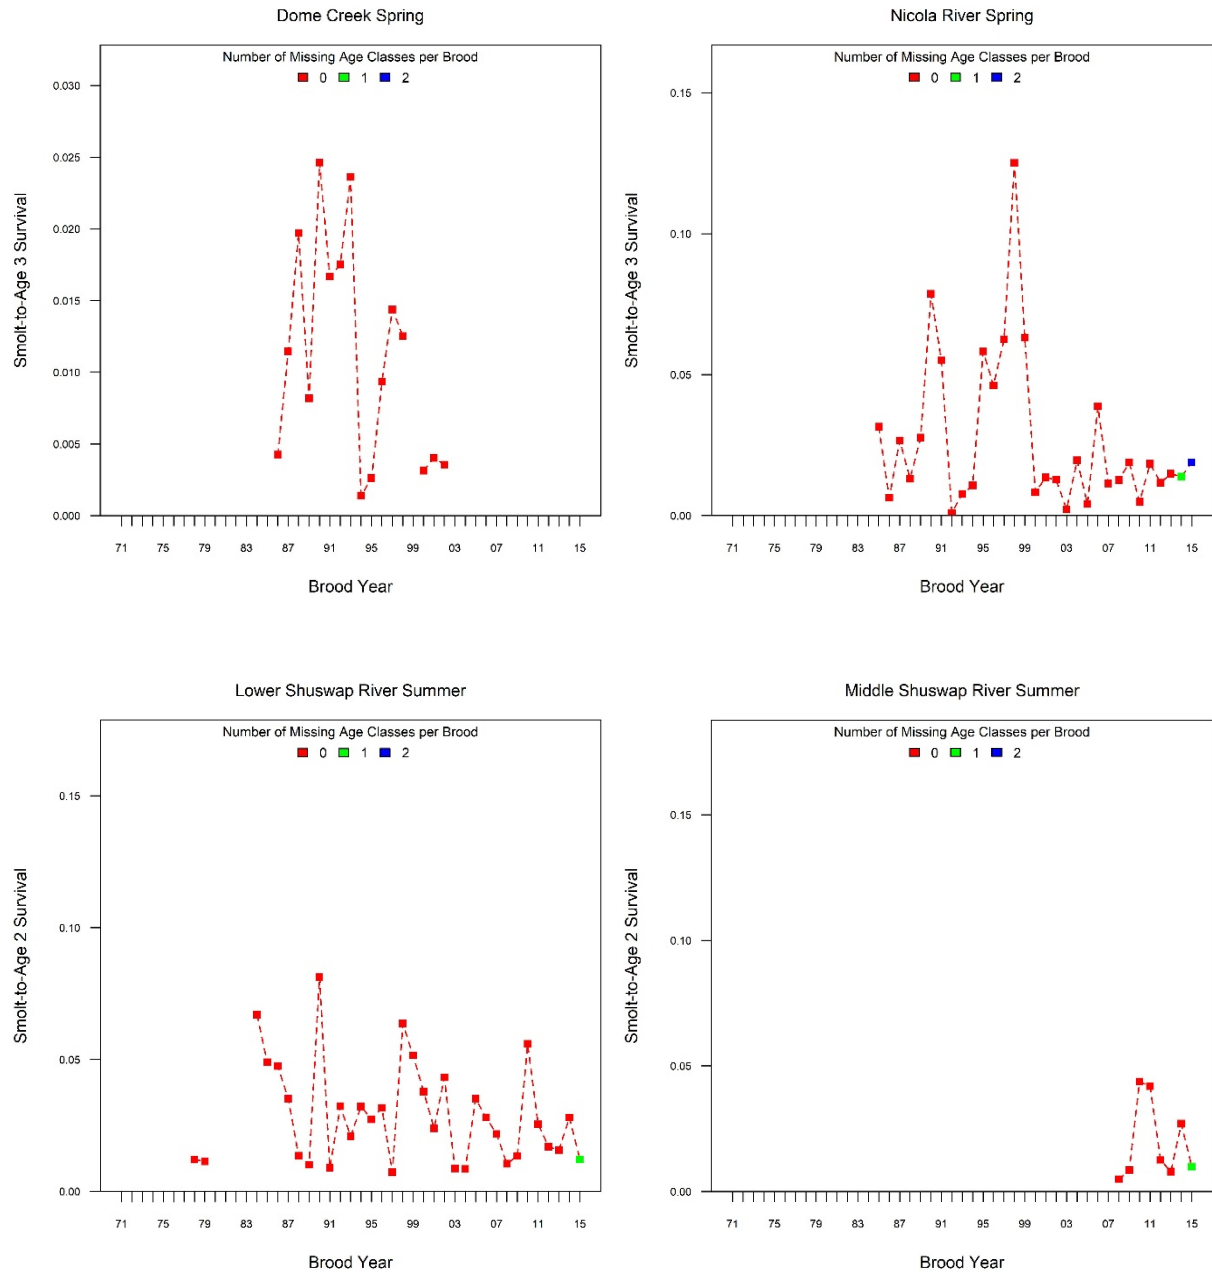 Dome Creek Spring
Number of Missing Age Classes per Brood
0 1 2
0.030
0.025
0.020
0.015
0.010
0.005
0.000
Smolt-to-Age 3 Survival
71 75 79 83 87 91 95 99 03 07 11 15
Brood Year
Nicola River Spring
Number of Missing Age Classes per Brood
0 1 2
0.15
0.10
0.05
0.00
Smolt-to-Age 3 Survival
71 75 79 83 87 91 95 99 03 07 11 15
Brood Year
Lower Shuswap River Summer
Number of Missing Age Classes per Brood
0 1 2
0.15
0.10
0.05
0.00
Smolt-to-Age 2 Survival
71 75 79 83 87 91 95 99 03 07 11 15
Brood Year
Middle Shuswap River Summer
Number of Missing Age Classes per Brood
0 1 2
0.15
0.10
0.05
0.00
Smolt-to-Age 2 Survival
71 75 79 83 87 91 95 99 03 07 11 15
Brood Year